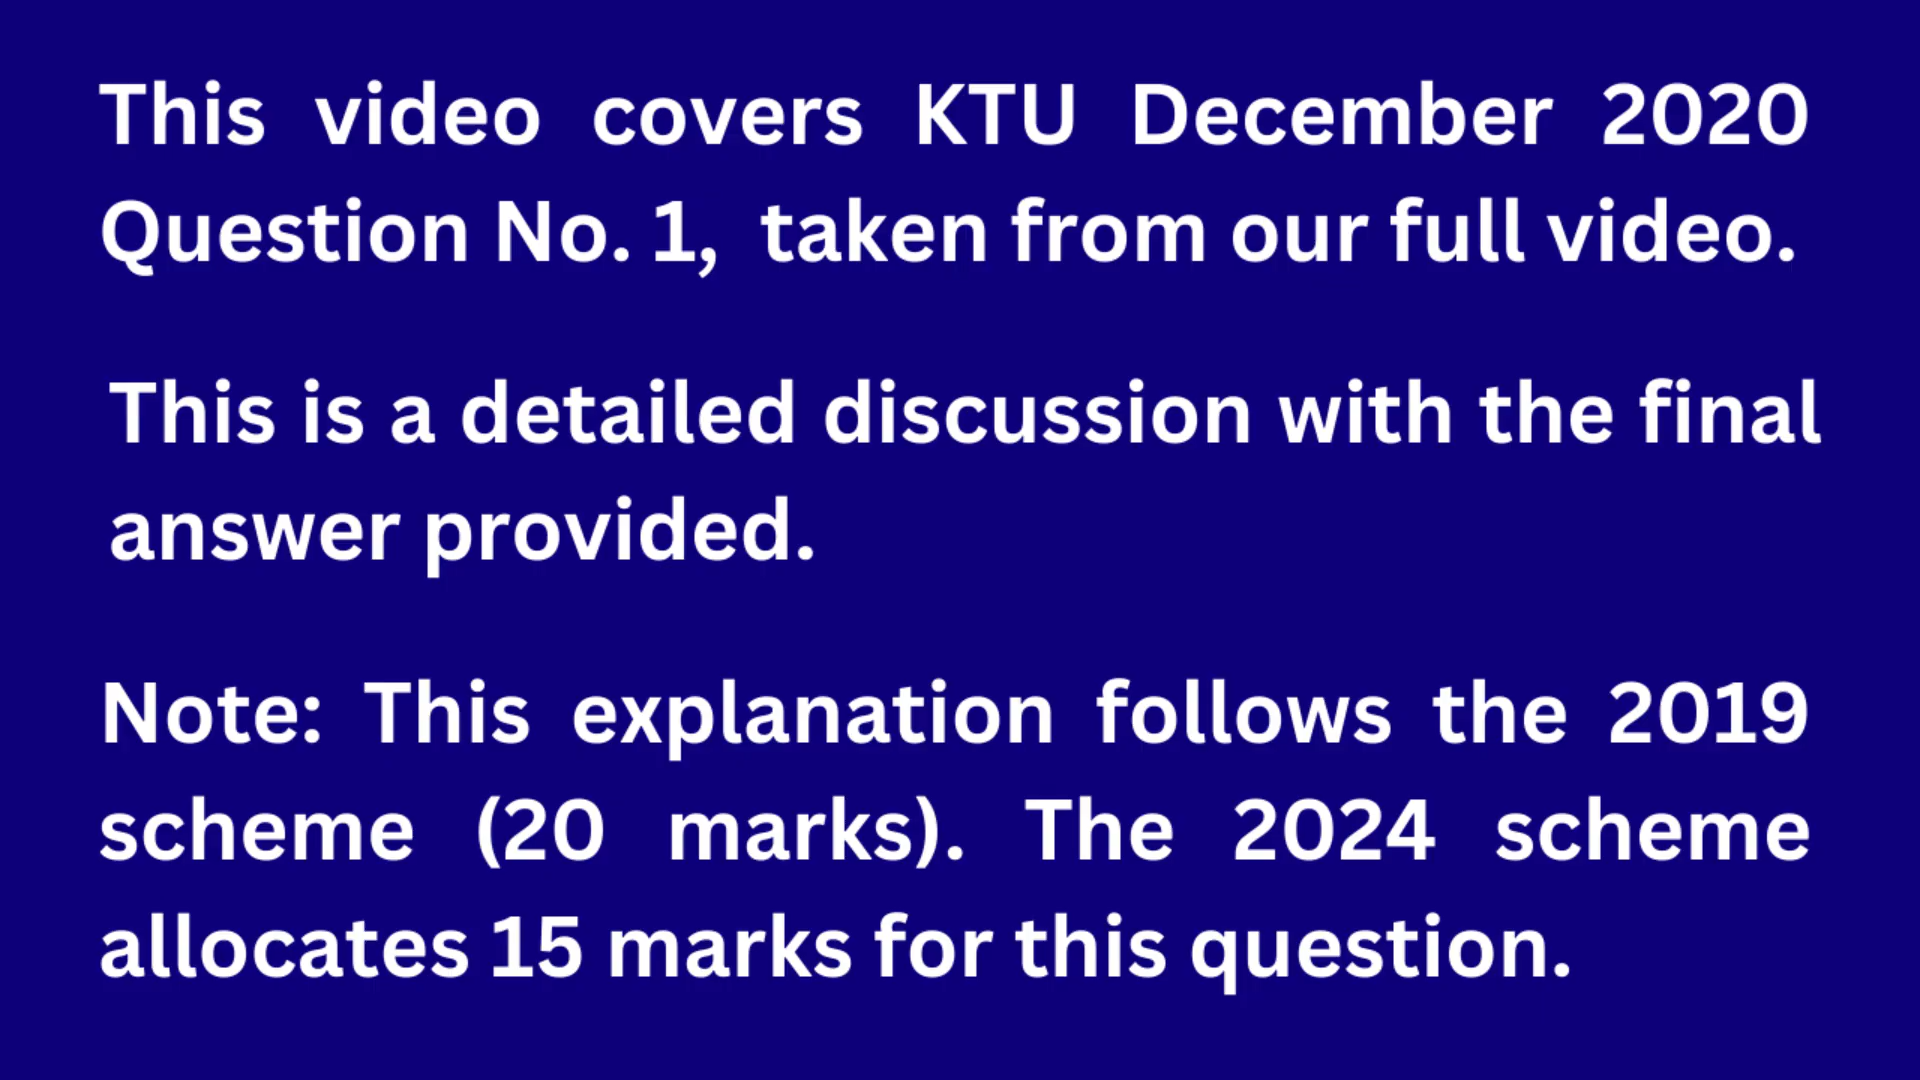 This video covers KTU December 2020
Question No. 1, taken from our full video.
This is a detailed discussion with the final
answer provided.
Note: This explanation follows the 2019
scheme (20 marks). The 2024 scheme
allocates 15 marks for this question.